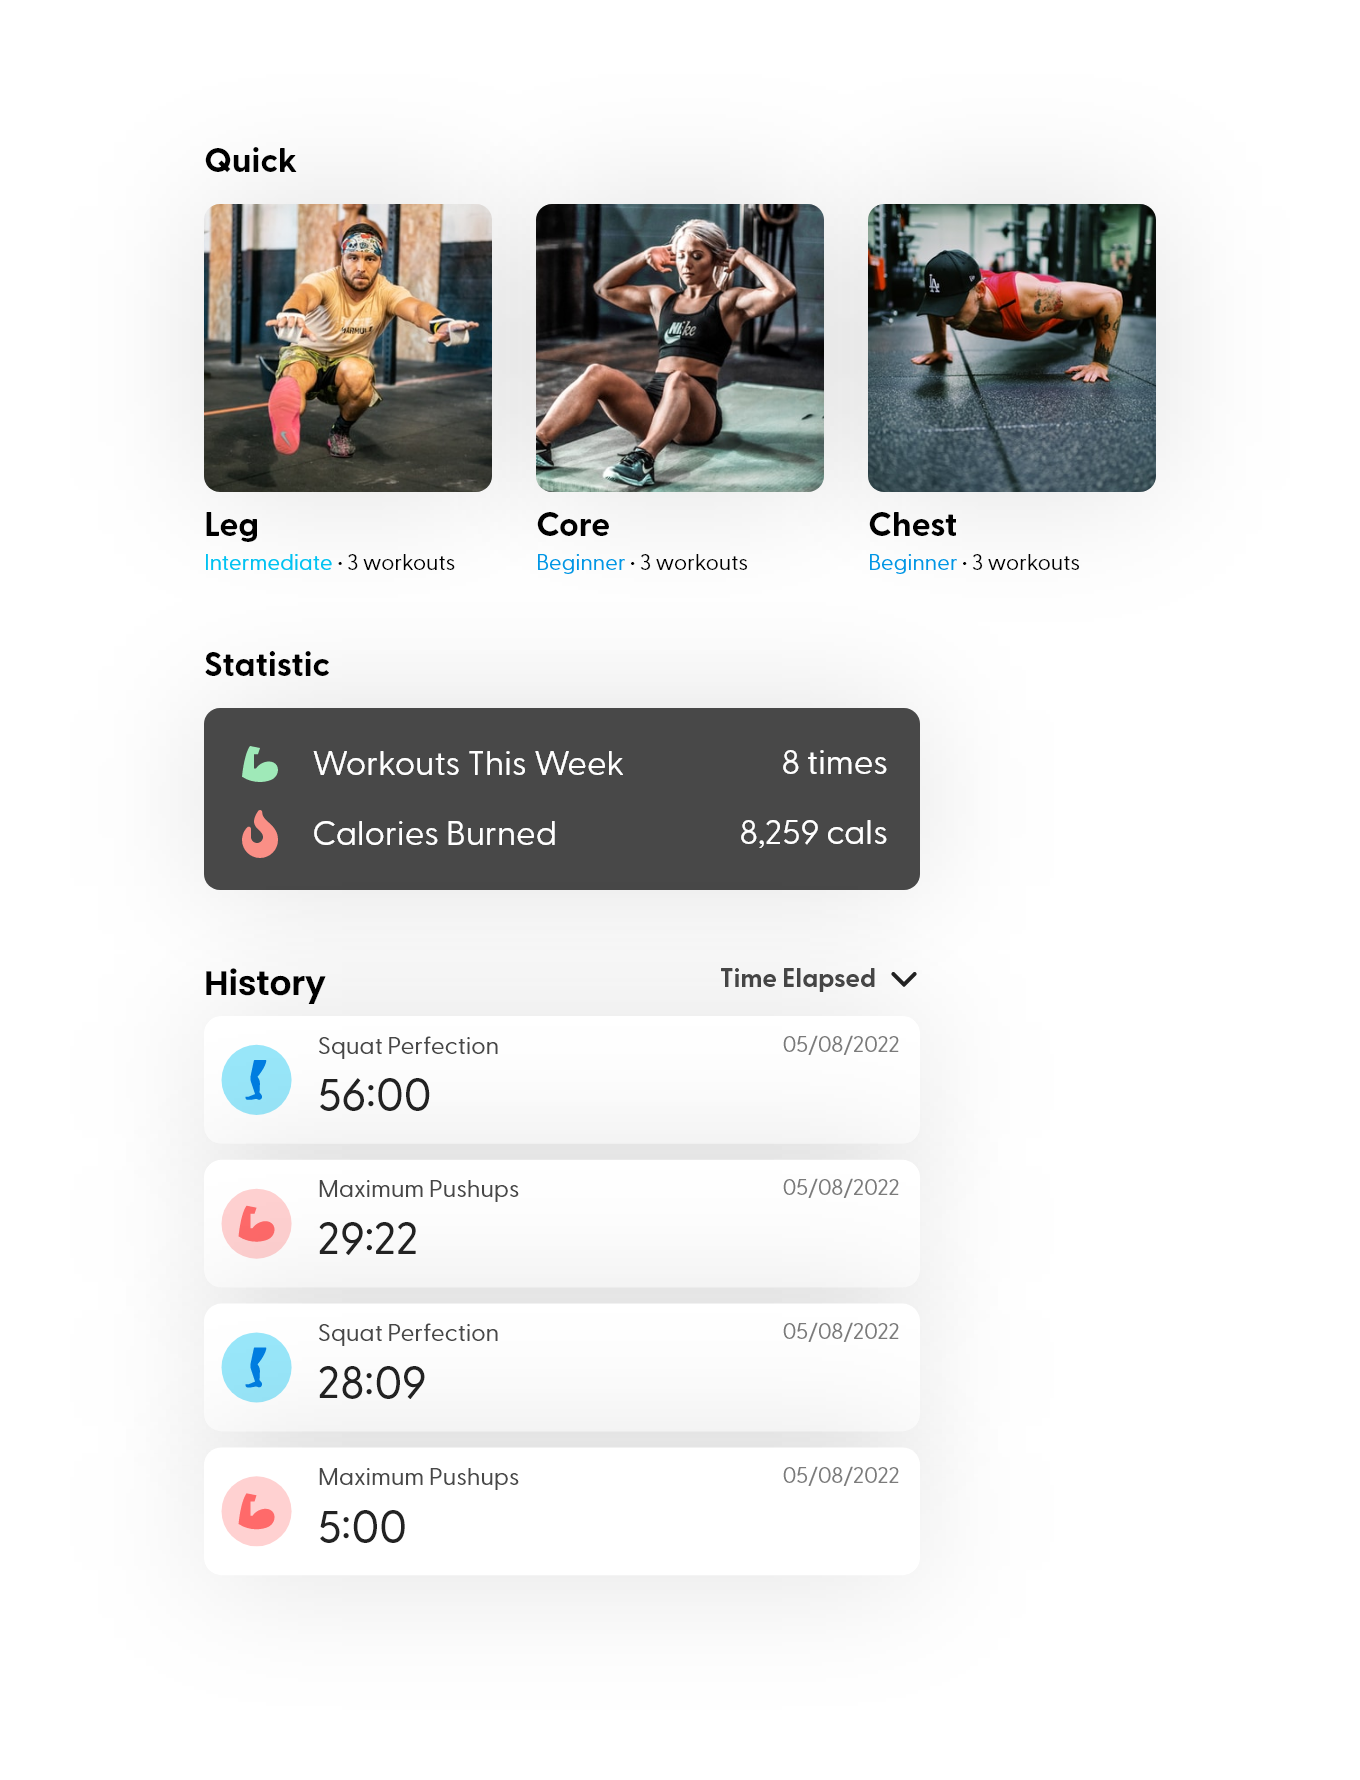 Quick
LA
Nike
Leg
Core
Chest
Intermediate · 3 workouts
Beginner · 3 workouts
Beginner · 3 workouts
Statistic
Workouts This Week 8 times
Calories Burned 8,259 cals
History Time Elapsed
Squat Perfection 05/08/2022
56:00
Maximum Pushups 05/08/2022
29:22
Squat Perfection 05/08/2022
28:09
Maximum Pushups 05/08/2022
5:00